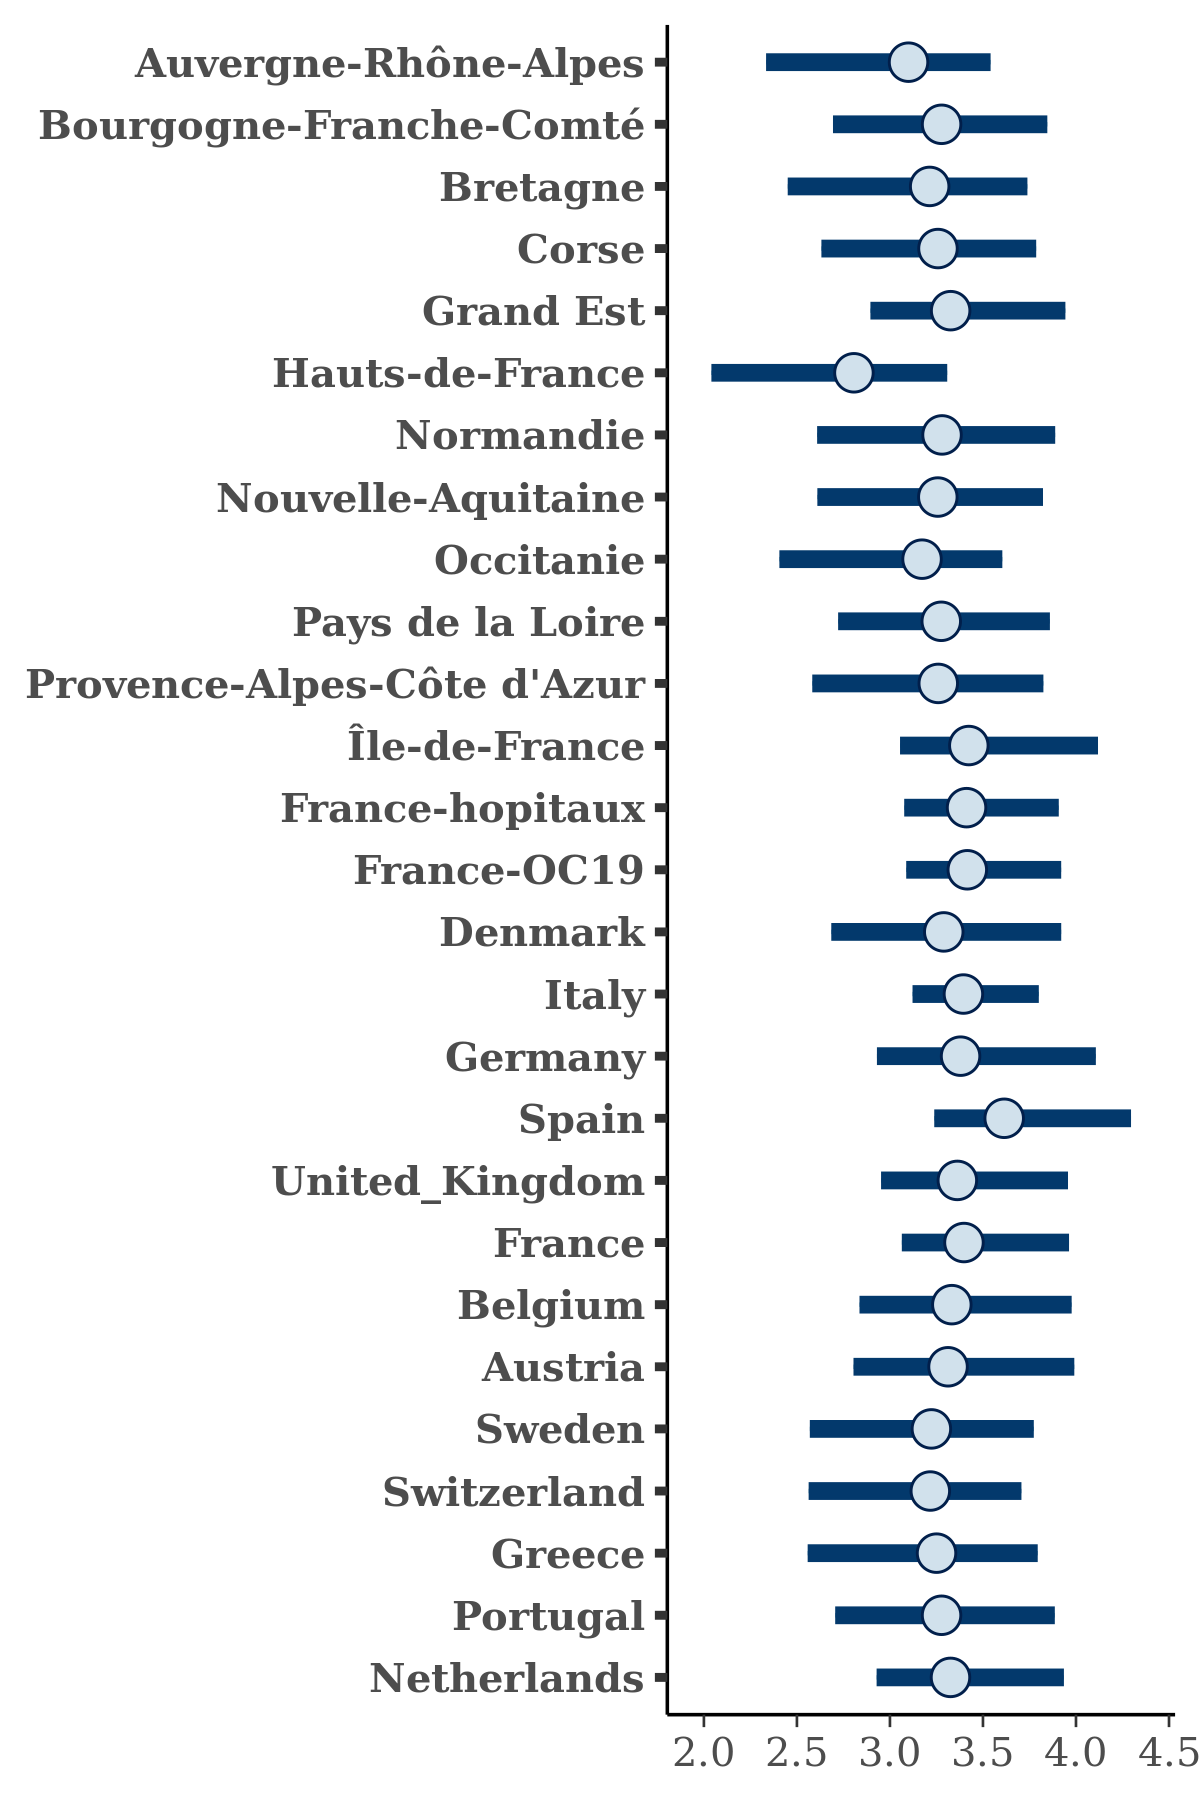 Auvergne-Rhône-Alpes
Bourgogne-Franche-Comté
Bretagne
Corse
Grand Est
Hauts-de-France
Normandie
Nouvelle-Aquitaine
Occitanie
Pays de la Loire
Provence-Alpes-Côte d'Azur
Île-de-France
France-hopitaux
France-OC19
Denmark
Italy
Germany
Spain
United_Kingdom
France
Belgium
Austria
Sweden
Switzerland
Greece
Portugal
Netherlands
2.0 2.5 3.0 3.5 4.0 4.5